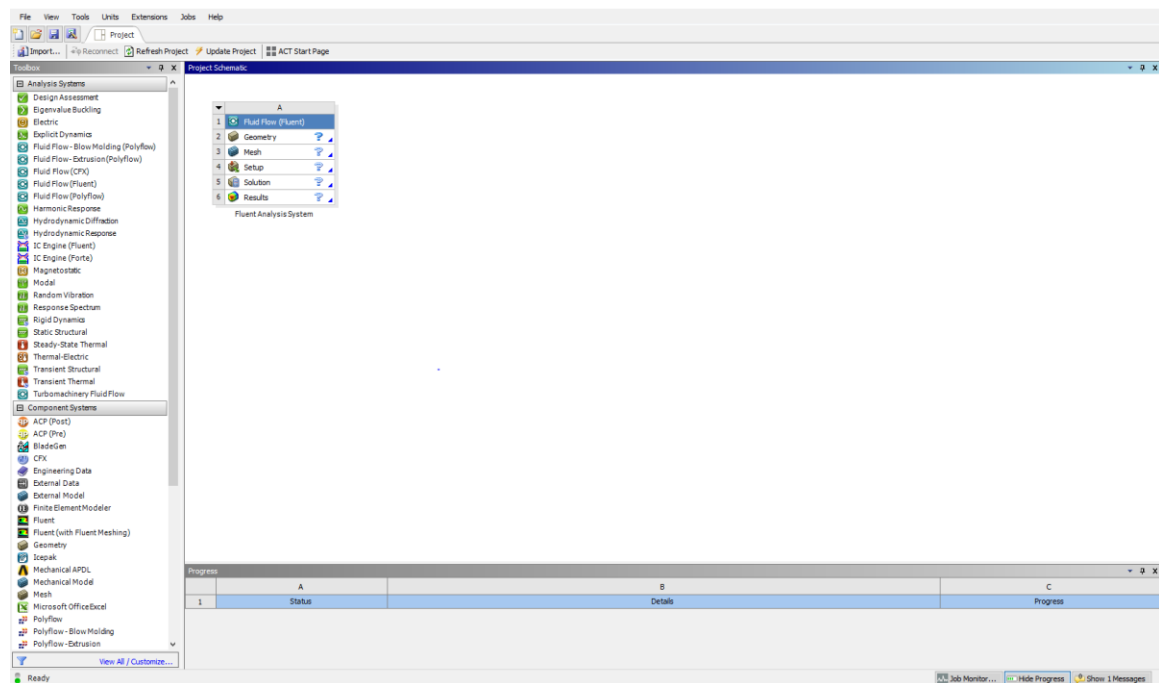 File View Tools Units Extensions Jobs Help
Project
Import... Reconnect Refresh Project Update Project ACT Start Page
Toolbox
Project Schematic
Analysis Systems
Design Assessment
Eigenvalue Buckling
Electric
Explicit Dynamics
Fluid Flow - Blow Molding (Polyflow)
Fluid Flow - Extrusion (Polyflow)
Fluid Flow (CFX)
Fluid Flow (Fluent)
Fluid Flow (Polyflow)
Harmonic Response
Hydrodynamic Diffraction
Hydrodynamic Response
IC Engine (Fluent)
IC Engine (Forte)
Magnetostatic
Modal
Random Vibration
Response Spectrum
Rigid Dynamics
Static Structural
Steady-State Thermal
Thermal-Electric
Transient Structural
Transient Thermal
Turbomachinery Fluid Flow
Component Systems
ACP (Post)
ACP (Pre)
BladeGen
CFX
Engineering Data
External Data
External Model
Finite Element Modeler
Fluent
Fluent (with Fluent Meshing)
Geometry
Icepak
Mechanical APDL
Mechanical Model
Mesh
Microsoft Office Excel
Polyflow
Polyflow - Blow Molding
Polyflow - Extrusion
View All / Customize...
A
1 Fluid Flow (Fluent)
2 Geometry ?
3 Mesh ?
4 Setup ?
5 Solution ?
6 Results ?
Fluent Analysis System
Progress
A B C
1 Status Details Progress
Ready
Job Monitor... Hide Progress Show 1 Messages